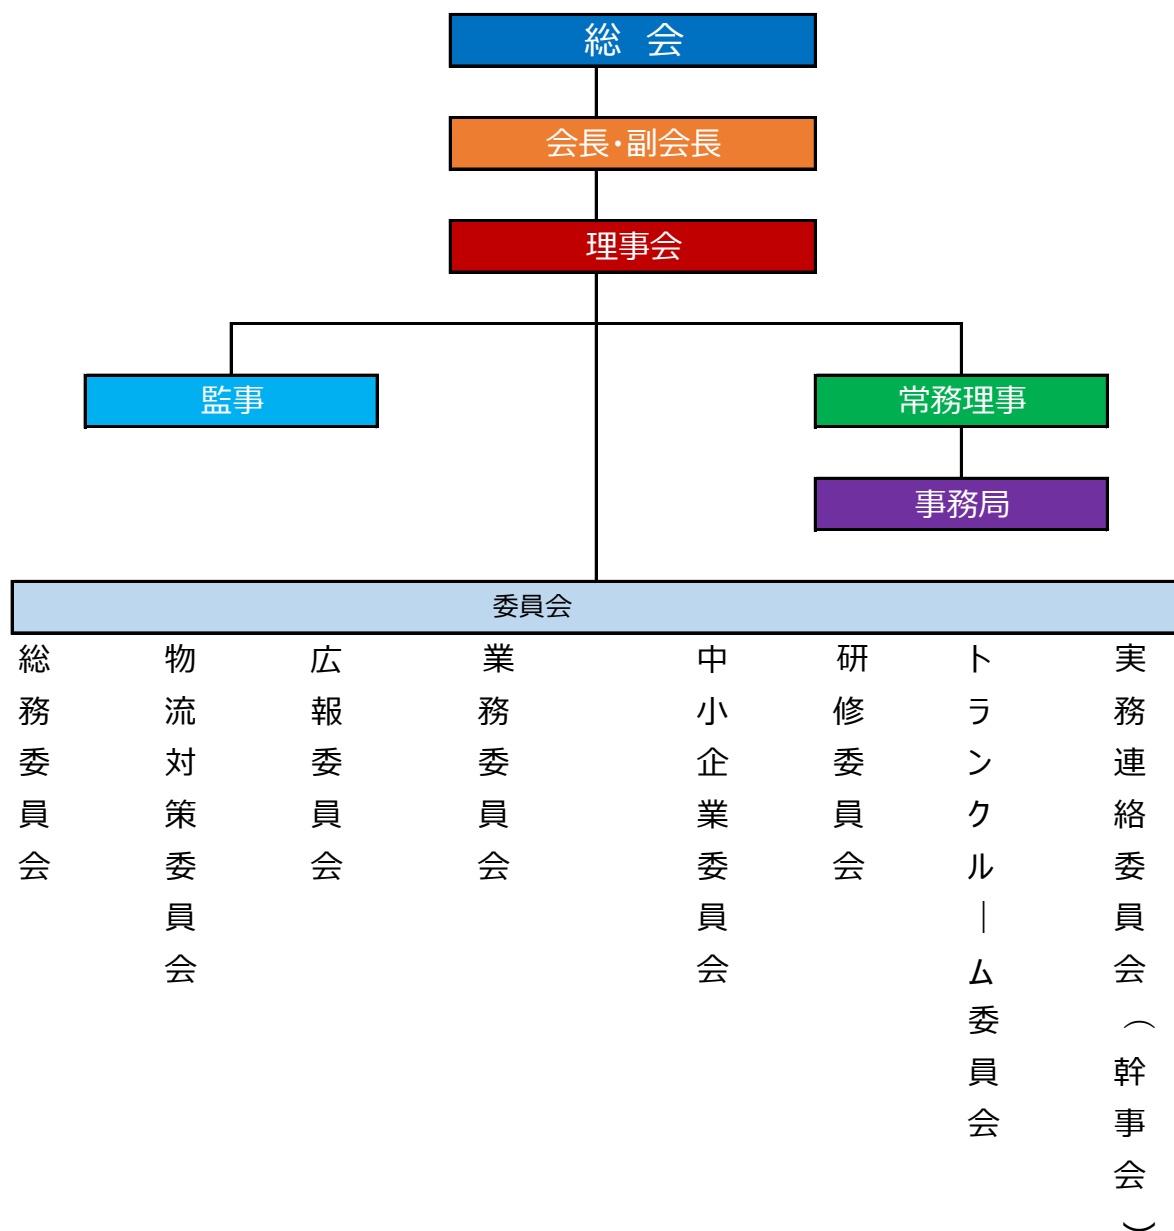 総 会
会長・副会長
理事会
監事
常務理事
事務局
委員会
総務委員会
物流対策委員会
広報委員会
業務委員会
中小企業委員会
研修委員会
トランクルーム委員会
実務連絡委員会(幹事会)